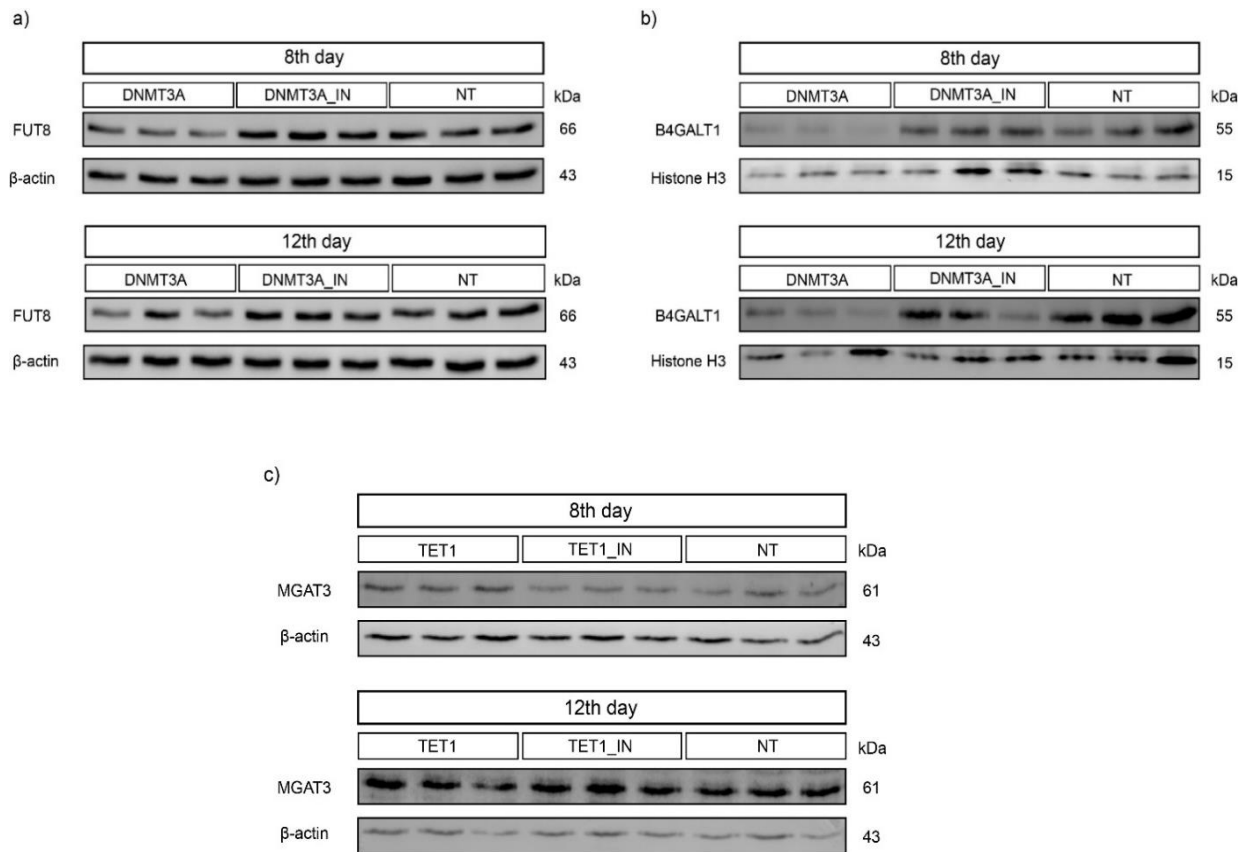 a)
8th day
DNMT3A DNMT3A_IN NT kDa
FUT8 66
β-actin 43
12th day
DNMT3A DNMT3A_IN NT kDa
FUT8 66
β-actin 43
b)
8th day
DNMT3A DNMT3A_IN NT kDa
B4GALT1 55
Histone H3 15
12th day
DNMT3A DNMT3A_IN NT kDa
B4GALT1 55
Histone H3 15
c)
8th day
TET1 TET1_IN NT kDa
MGAT3 61
β-actin 43
12th day
TET1 TET1_IN NT kDa
MGAT3 61
β-actin 43